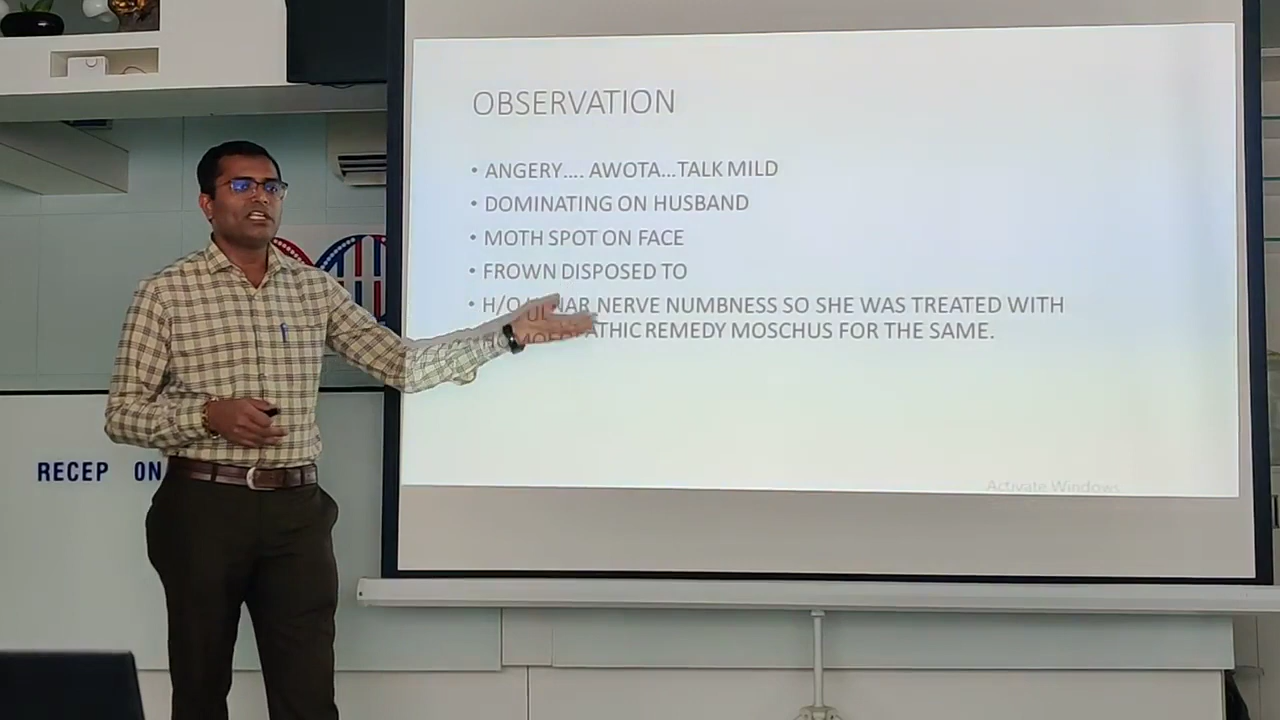 OBSERVATION
• ANGERY.... AWOTA...TALK MILD
• DOMINATING ON HUSBAND
• MOTH SPOT ON FACE
• FROWN DISPOSED TO
• H/O ULNAR NERVE NUMBNESS SO SHE WAS TREATED WITH
HOMOEOPATHIC REMEDY MOSCHUS FOR THE SAME.
Activate Windows
RECEP ON